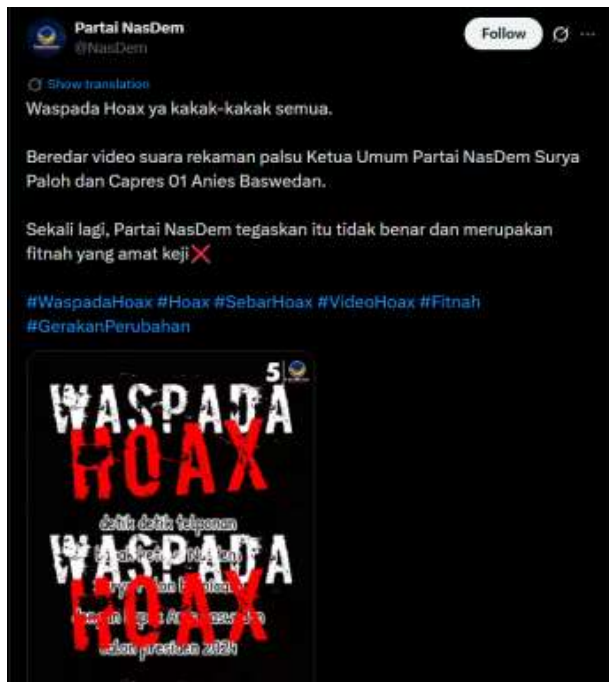 Partai NasDem
@NasDem
Follow
Show translation
Waspada Hoax ya kakak-kakak semua.
Beredar video suara rekaman palsu Ketua Umum Partai NasDem Surya
Paloh dan Capres 01 Anies Baswedan.
Sekali lagi, Partai NasDem tegaskan itu tidak benar dan merupakan
fitnah yang amat keji❌
#WaspadaHoax #Hoax #SebarHoax #VideoHoax #Fitnah
#GerakanPerubahan
5
WASPADA
HOAX
detik detik telponan
WASPADA
HOAX
calon presiden 2024